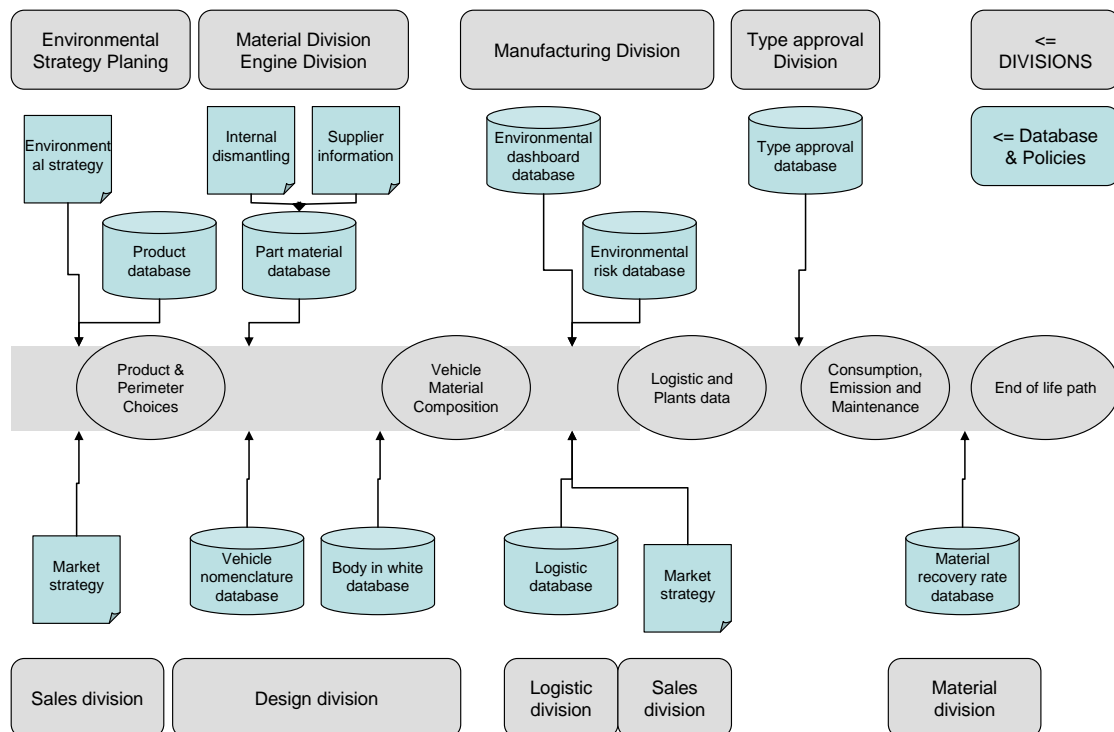 Environmental
Strategy Planing
Material Division
Engine Division
Manufacturing Division
Type approval
Division
<=
DIVISIONS
Environment
al strategy
Internal
dismantling
Supplier
information
Environmental
dashboard
database
Type approval
database
<= Database
& Policies
Product
database
Part material
database
Environmental
risk database
Product &
Perimeter
Choices
Vehicle
Material
Composition
Logistic and
Plants data
Consumption,
Emission and
Maintenance
End of life path
Market
strategy
Vehicle
nomenclature
database
Body in white
database
Logistic
database
Market
strategy
Material
recovery rate
database
Sales division
Design division
Logistic
division
Sales
division
Material
division